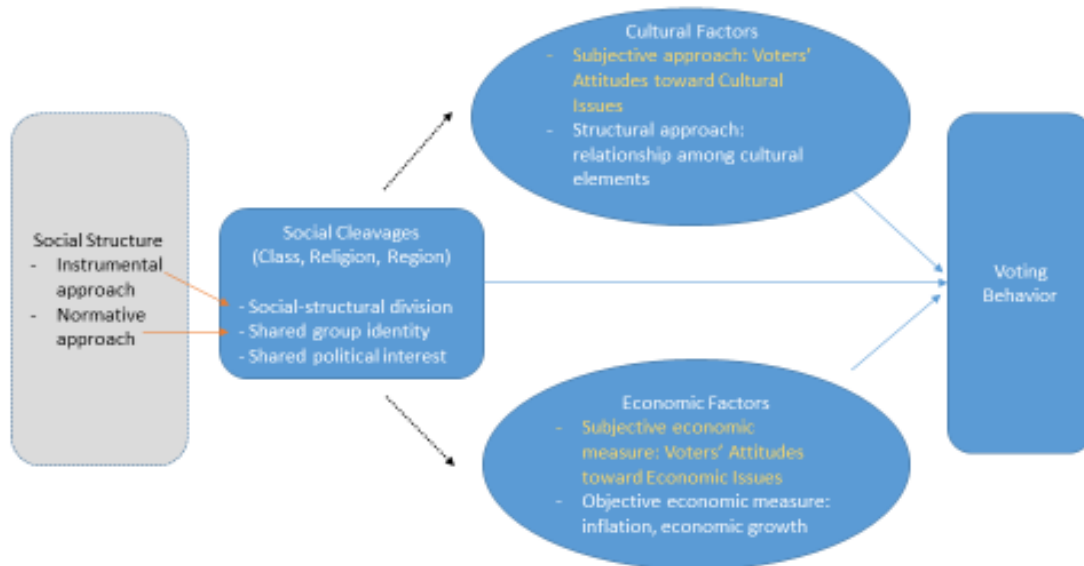 Social Structure
- Instrumental
approach
- Normative
approach
Social Cleavages
(Class, Religion, Region)
- Social-structural division
- Shared group identity
- Shared political interest
Cultural Factors
- Subjective approach: Voters'
Attitudes toward Cultural
Issues
- Structural approach:
relationship among cultural
elements
Economic Factors
- Subjective economic
measure: Voters' Attitudes
toward Economic Issues
- Objective economic measure:
inflation, economic growth
Voting
Behavior